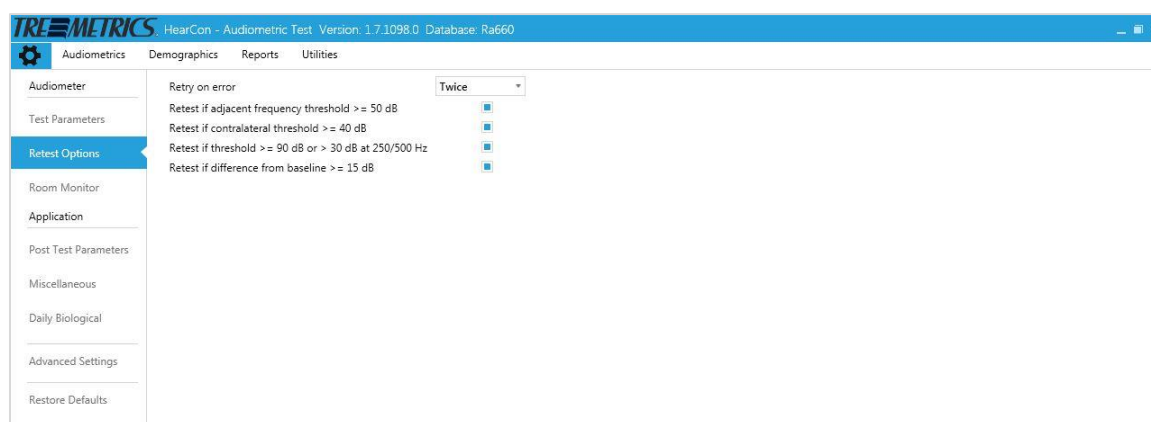 TREMETRICS. HearCon - Audiometric Test Version: 1.7.1098.0 Database: Ra660
Audiometrics Demographics Reports Utilities
Audiometer
Test Parameters
Retest Options
Room Monitor
Application
Post Test Parameters
Miscellaneous
Daily Biological
Advanced Settings
Restore Defaults
Retry on error Twice
Retest if adjacent frequency threshold >= 50 dB
Retest if contralateral threshold >= 40 dB
Retest if threshold >= 90 dB or > 30 dB at 250/500 Hz
Retest if difference from baseline >= 15 dB